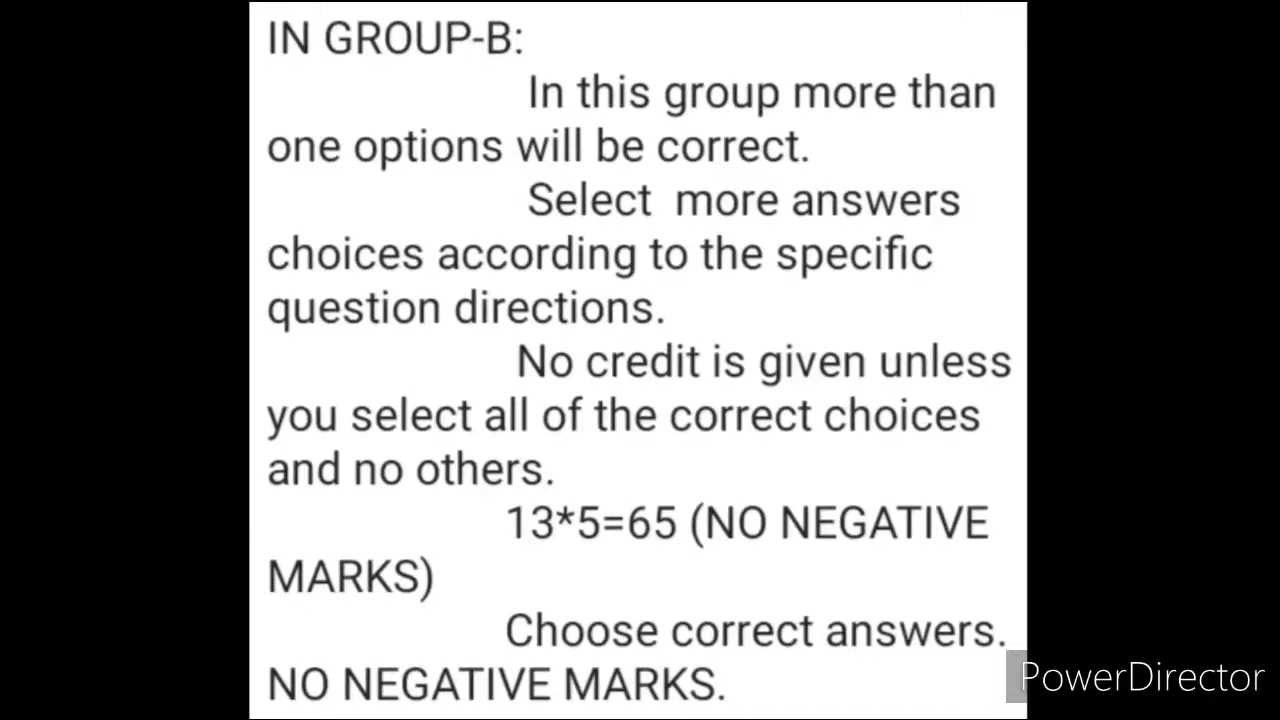 IN GROUP-B:
In this group more than
one options will be correct.
Select more answers
choices according to the specific
question directions.
No credit is given unless
you select all of the correct choices
and no others.
13*5=65 (NO NEGATIVE
MARKS)
Choose correct answers.
NO NEGATIVE MARKS.
PowerDirector